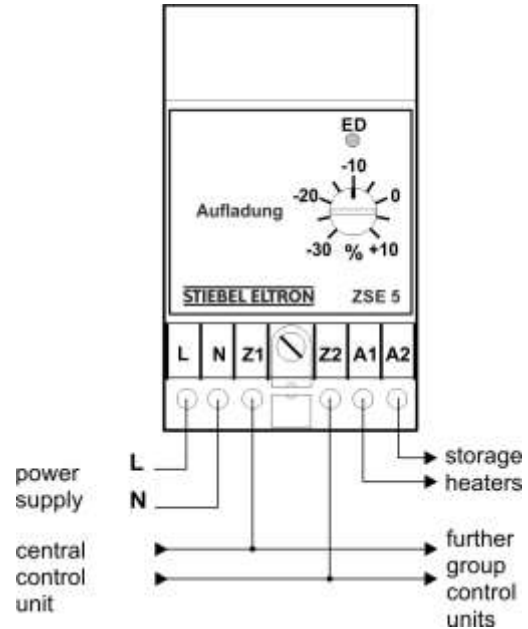 ED
-10
-20 0
Aufladung
-30 % +10
STIEBEL ELTRON ZSE 5
L N Z1 Z2 A1 A2
power
supply
L
N
storage
heaters
central
control
unit
further
group
control
units